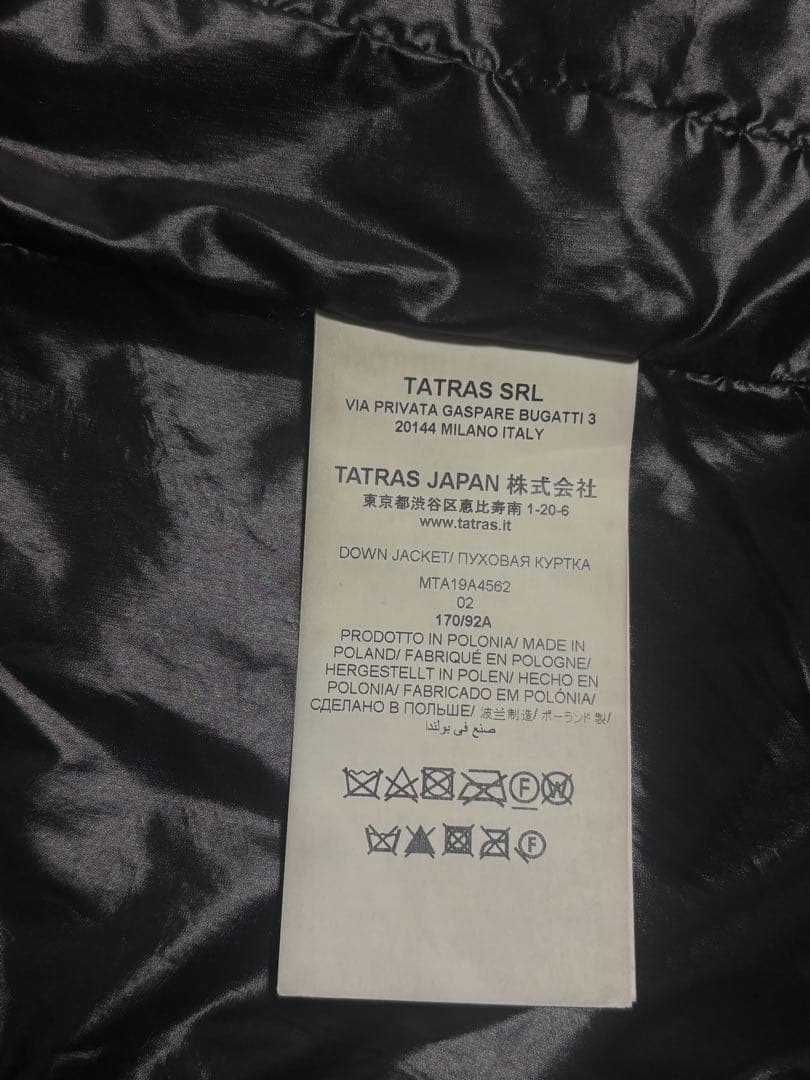 TATRAS SRL
VIA PRIVATA GASPARE BUGATTI 3
20144 MILANO ITALY
TATRAS JAPAN 株式会社
東京都渋谷区恵比寿南 1-20-6
www.tatras.it
DOWN JACKET/ ПУХОВАЯ КУРТКА
MTA19A4562
02
170/92A
PRODOTTO IN POLONIA/ MADE IN
POLAND/ FABRIQUÉ EN POLOGNE/
HERGESTELLT IN POLEN/ HECHO EN
POLONIA/ FABRICADO EM POLÓNIA/
СДЕЛАНО В ПОЛЬШЕ/ 波兰制造/ ポーランド製/
صنع في بولندا
F W
F